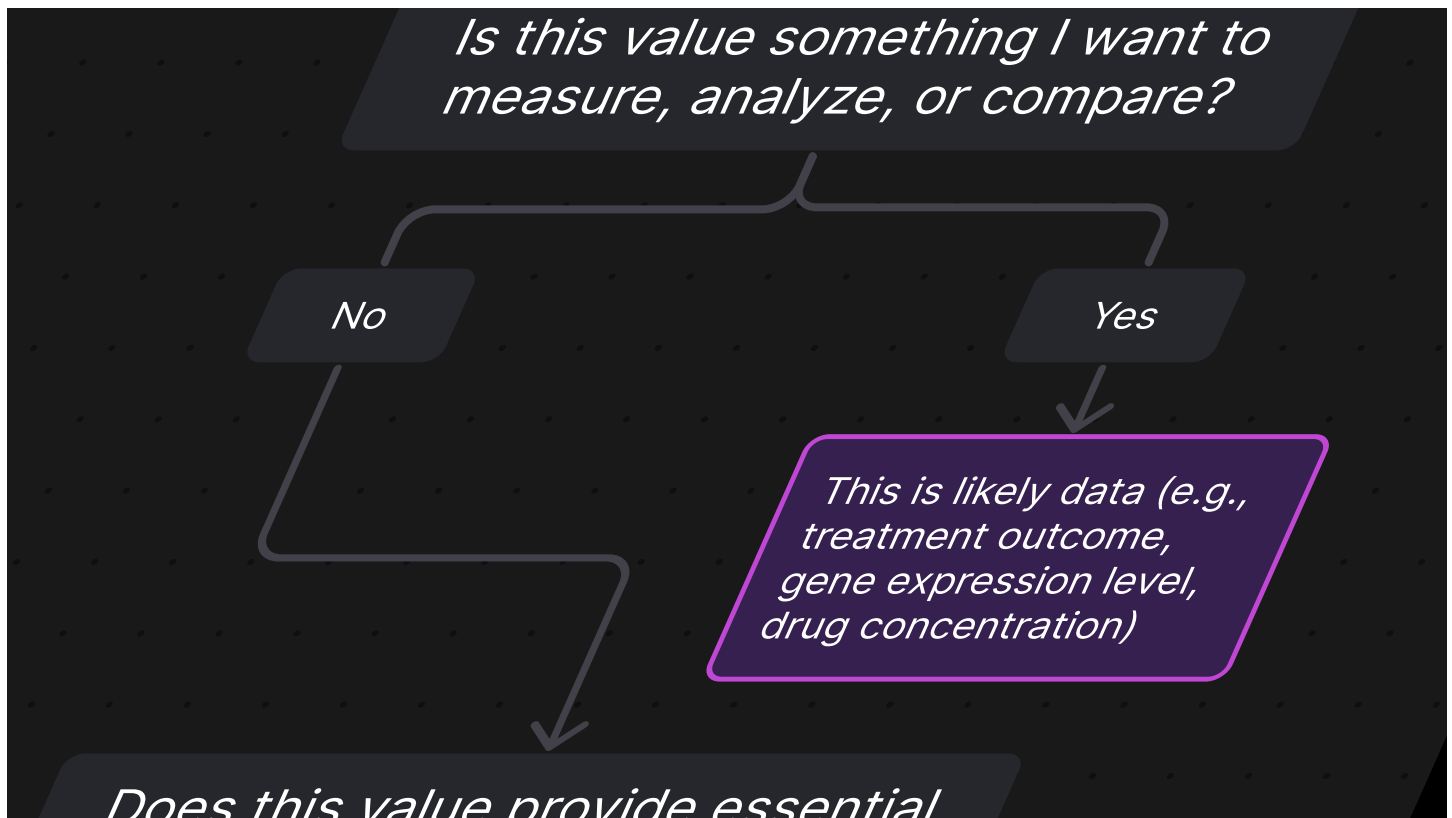 Is this value something I want to
measure, analyze, or compare?
No
Yes
This is likely data (e.g.,
treatment outcome,
gene expression level,
drug concentration)
Does this value provide essential